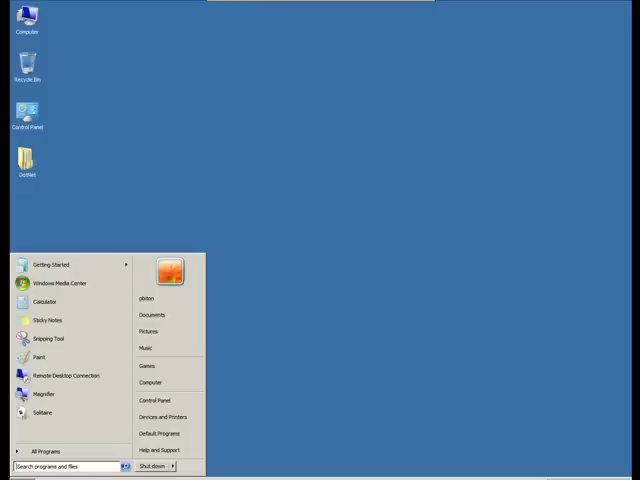 Computer
Recycle Bin
Control Panel
DotNet
Getting Started
Windows Media Center
Calculator
Sticky Notes
Snipping Tool
Paint
Remote Desktop Connection
Magnifier
Solitaire
All Programs
Search programs and files
pbiton
Documents
Pictures
Music
Games
Computer
Control Panel
Devices and Printers
Default Programs
Help and Support
Shut down